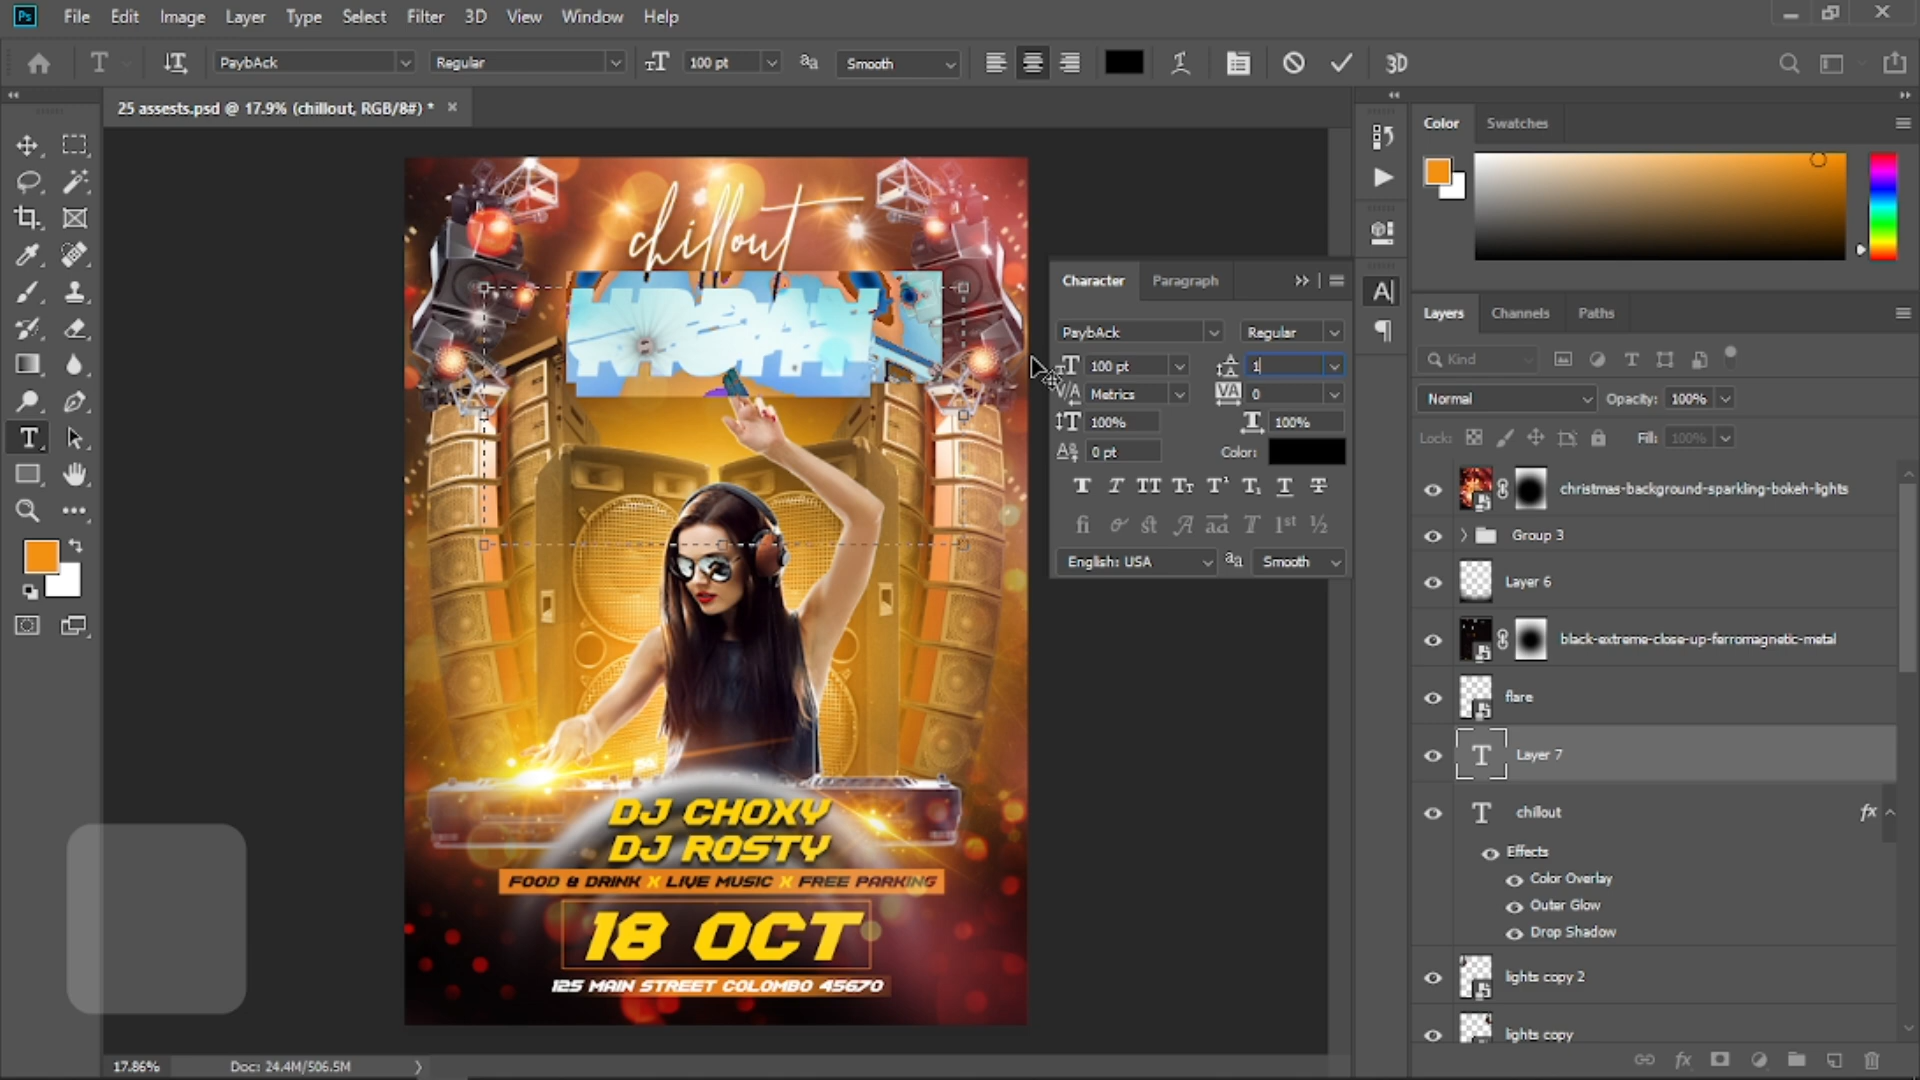 Ps File Edit Image Layer Type Select Filter 3D View Window Help
PaybAck Regular 100 pt Smooth 3D
25 assests.psd @ 17.9% (chillout, RGB/8#) *
Color Swatches
chillout
Character Paragraph
PaybAck Regular
100 pt 1
Metrics 0
100% 100%
0 pt Color:
English: USA Smooth
Layers Channels Paths
Kind
Normal Opacity: 100%
Lock: Fill: 100%
christmas-background-sparkling-bokeh-lights
Group 3
Layer 6
black-extreme-close-up-ferromagnetic-metal
flare
Layer 7
chillout fx
Effects
Color Overlay
Outer Glow
Drop Shadow
lights copy 2
lights copy
DJ CHOXY
DJ ROSTY
FOOD & DRINK X LIVE MUSIC X FREE PARKING
18 OCT
125 MAIN STREET COLOMBO 45670
17.86% Doc: 24.4M/506.5M